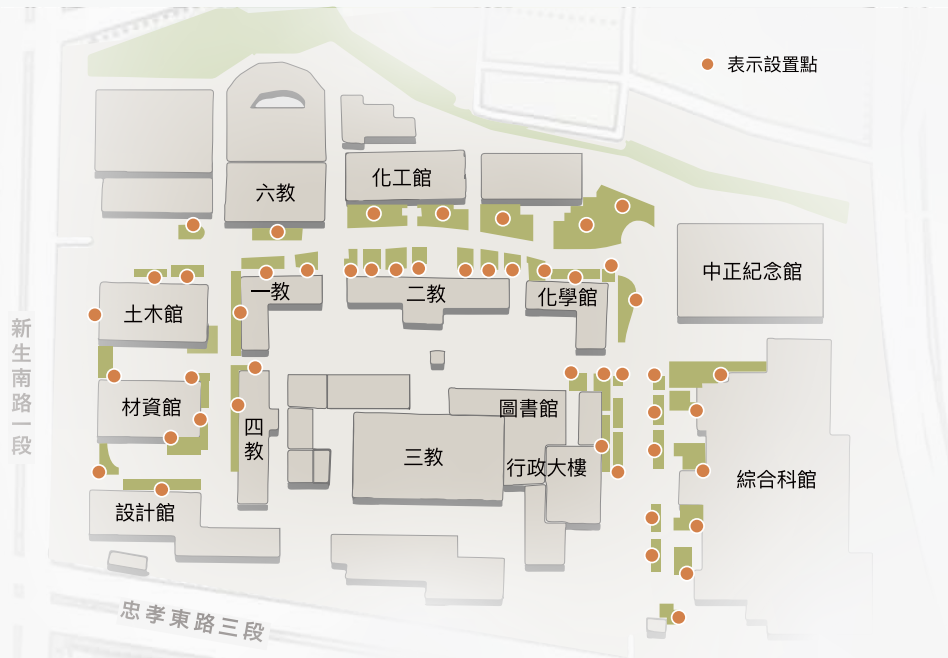 表示設置點
化工館
六教
中正紀念館
一教
二教
化學館
土木館
新生南路一段
材資館
圖書館
四教
三教
行政大樓
綜合科館
設計館
忠孝東路三段